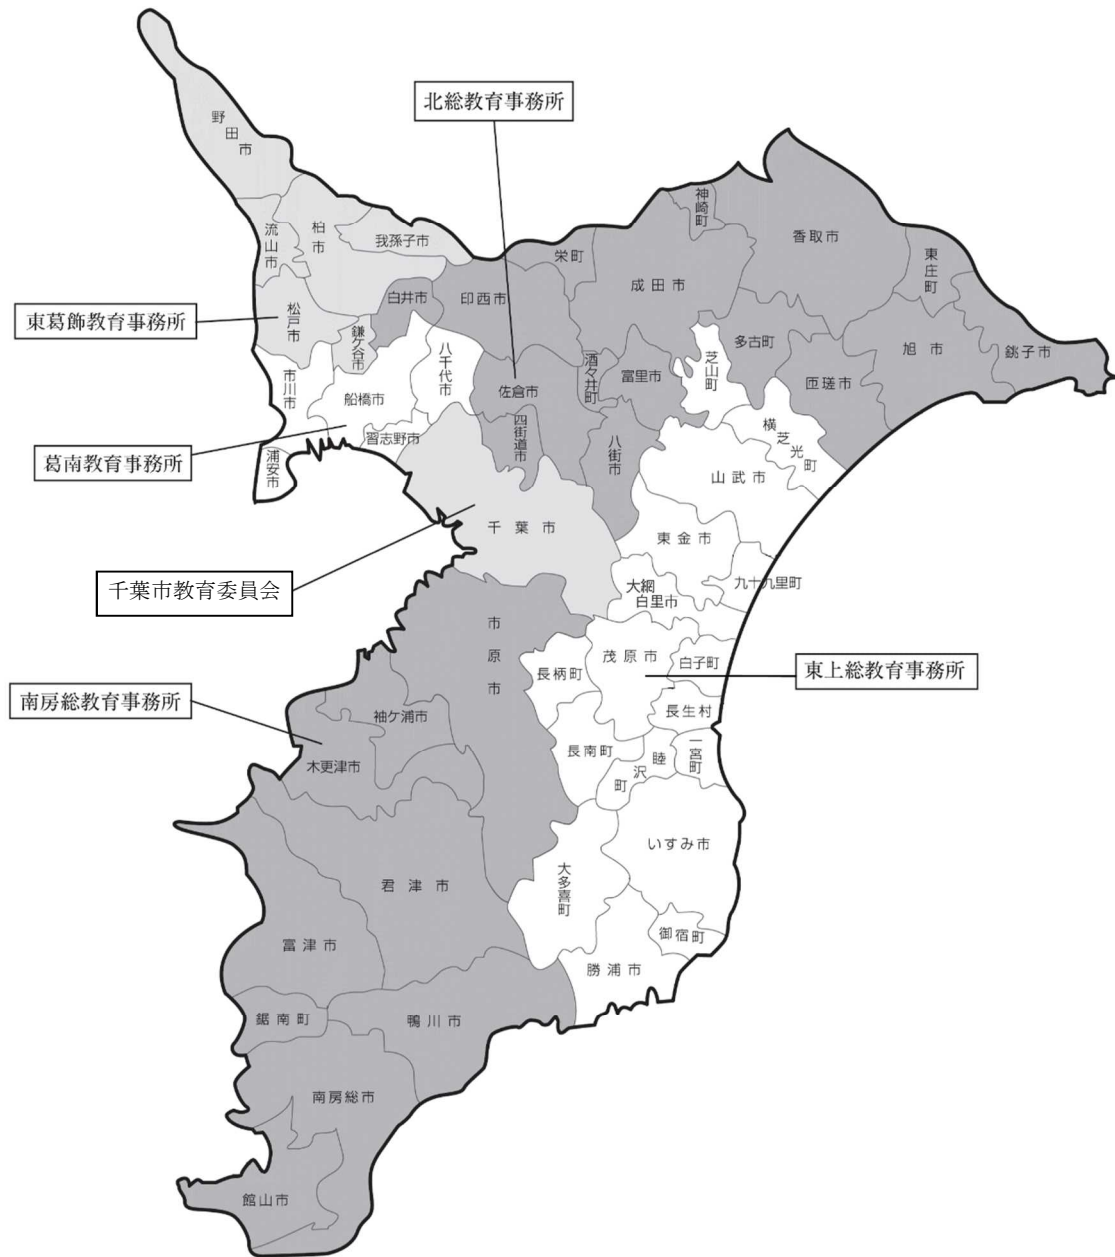 北総教育事務所
野田市
神崎町
香取市
流山市
柏市
我孫子市
栄町
成田市
東庄町
白井市
印西市
東葛飾教育事務所
松戸市
鎌ケ谷市
多古町
旭市
銚子市
市川市
船橋市
八千代市
佐倉市
酒々井町
富里市
芝山町
匝瑳市
習志野市
四街道市
八街市
横芝光町
葛南教育事務所
浦安市
山武市
千葉市
東金市
千葉市教育委員会
大網
白里市
九十九里町
市原市
長柄町
茂原市
白子町
東上総教育事務所
南房総教育事務所
袖ケ浦市
長生村
木更津市
長南町
睦沢町
一宮町
いすみ市
君津市
大多喜町
富津市
御宿町
勝浦市
鋸南町
鴨川市
南房総市
館山市